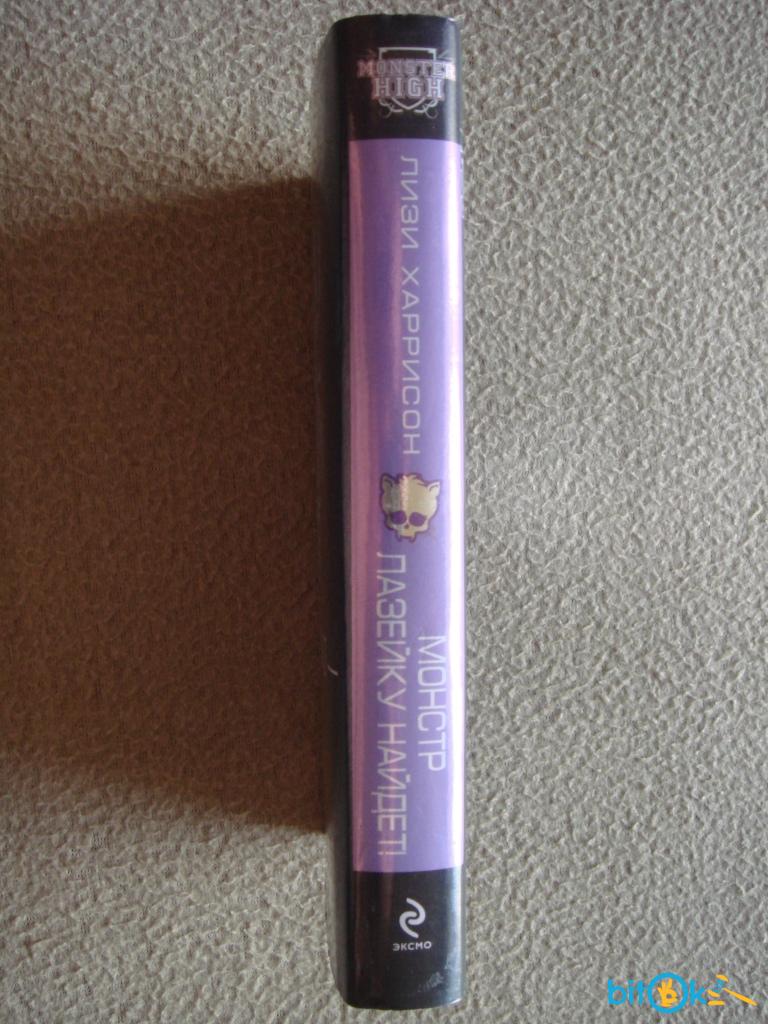 MONSTER
HIGH
ЛИЗИ ХАРРИСОН
МОНСТР
ЛАЗЕЙКУ НАЙДЕТ!
ЭКСМО
bitok